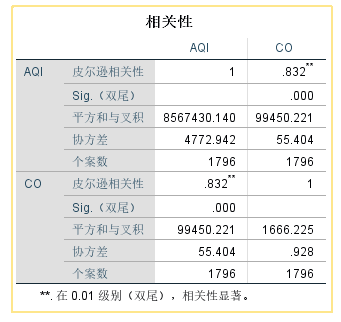 相关性
AQI CO
AQI 皮尔逊相关性 1 .832**
Sig.（双尾） .000
平方和与叉积 8567430.140 99450.221
协方差 4772.942 55.404
个案数 1796 1796
CO 皮尔逊相关性 .832** 1
Sig.（双尾） .000
平方和与叉积 99450.221 1666.225
协方差 55.404 .928
个案数 1796 1796
**. 在 0.01 级别（双尾），相关性显著。